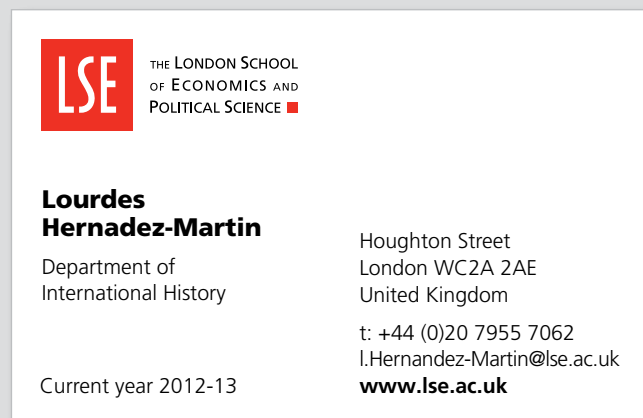 LSE
THE LONDON SCHOOL
OF ECONOMICS AND
POLITICAL SCIENCE
Lourdes
Hernadez-Martin
Department of
International History
Current year 2012-13
Houghton Street
London WC2A 2AE
United Kingdom
t: +44 (0)20 7955 7062
l.Hernandez-Martin@lse.ac.uk
www.lse.ac.uk